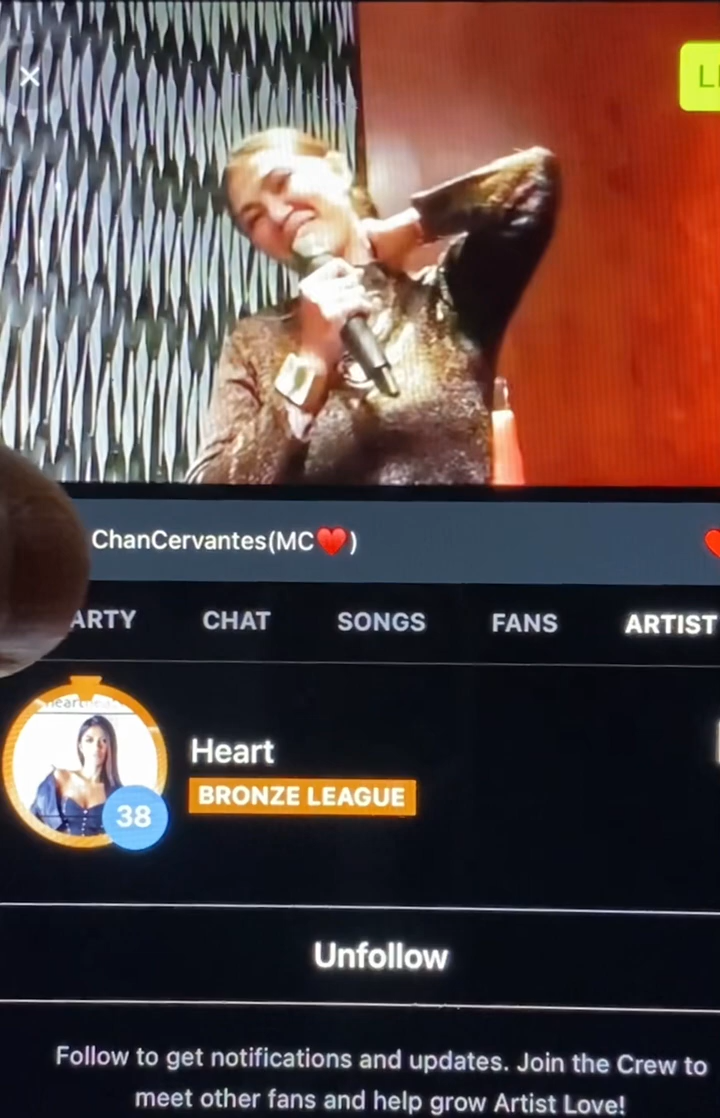 ChanCervantes(MC❤️)
ARTY CHAT SONGS FANS ARTIST
Heart
BRONZE LEAGUE
38
Unfollow
Follow to get notifications and updates. Join the Crew to
meet other fans and help grow Artist Love!